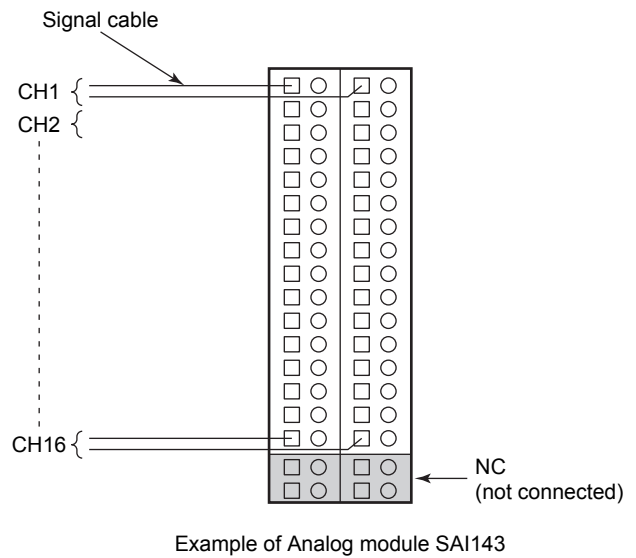 Signal cable
CH1
CH2
CH16
NC
(not connected)
Example of Analog module SAI143